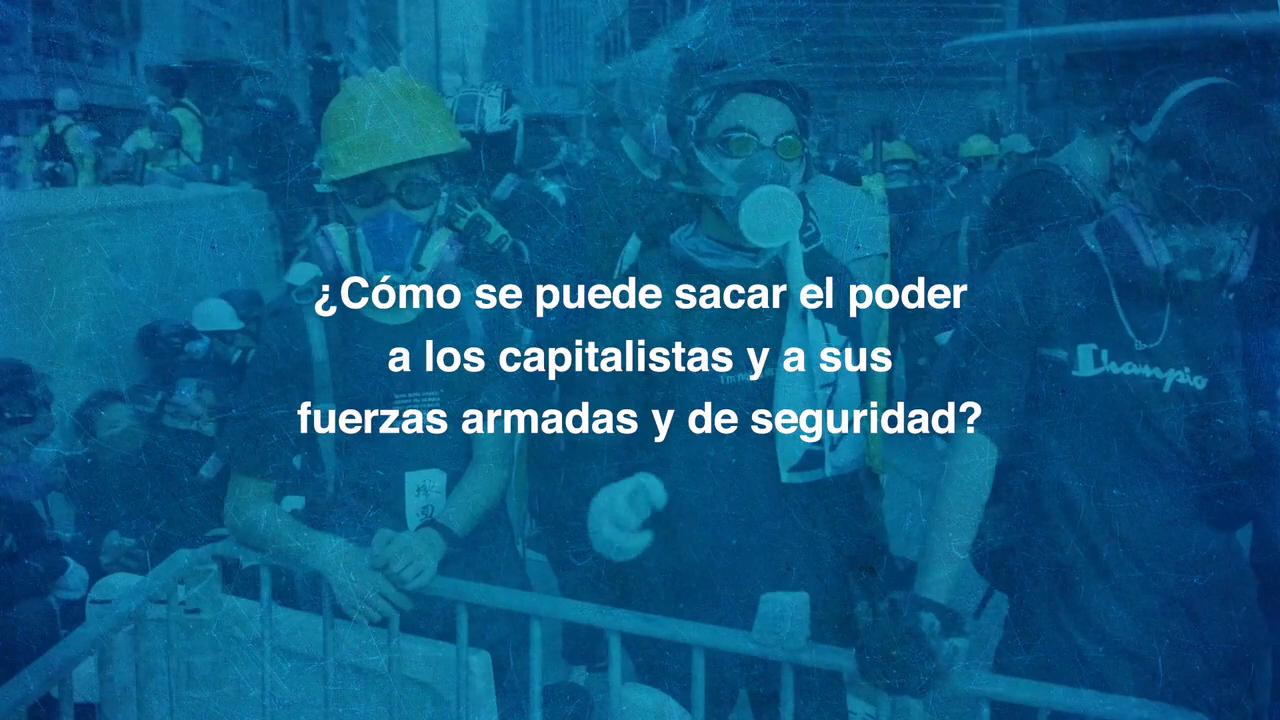 ¿Cómo se puede sacar el poder
a los capitalistas y a sus
fuerzas armadas y de seguridad?
Champio